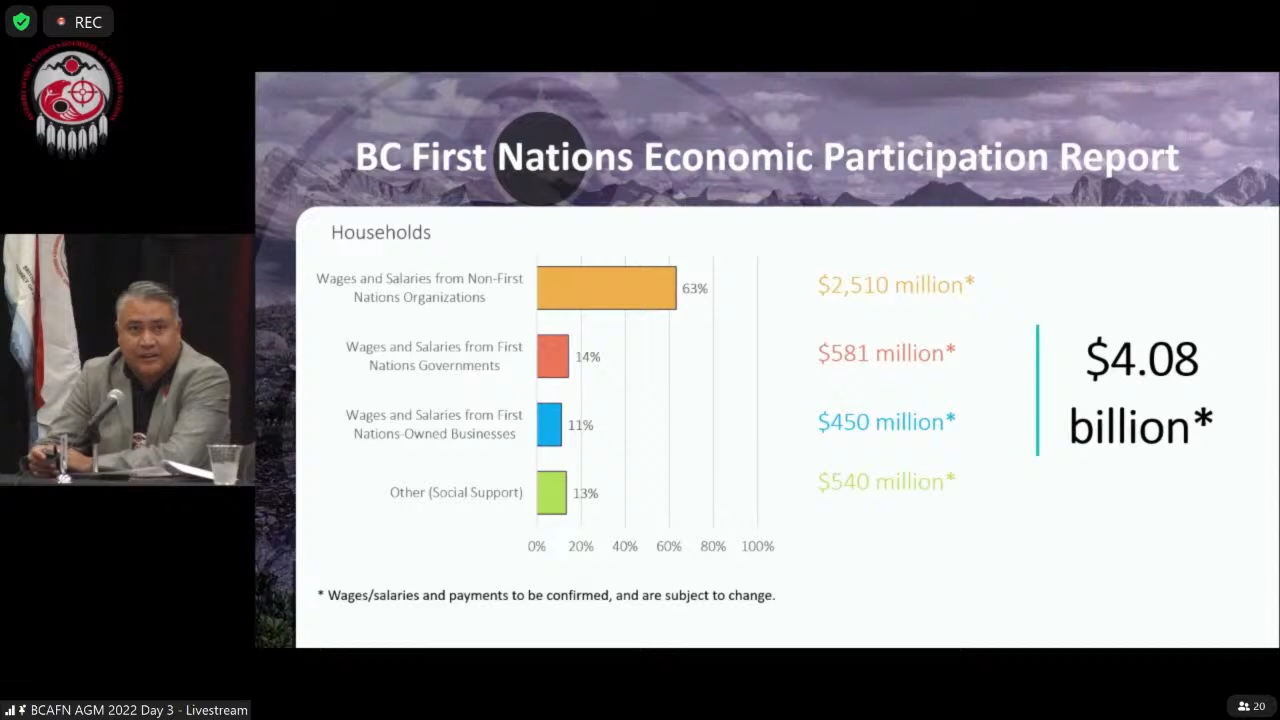 REC
BC First Nations Economic Participation Report
Households
Wages and Salaries from Non-First
Nations Organizations
63%
$2,510 million*
Wages and Salaries from First
Nations Governments
14%
$581 million*
Wages and Salaries from First
Nations-Owned Businesses
11%
$450 million*
Other (Social Support)
13%
$540 million*
0% 20% 40% 60% 80% 100%
$4.08
billion*
* Wages/salaries and payments to be confirmed, and are subject to change.
BCAFN AGM 2022 Day 3 - Livestream
20